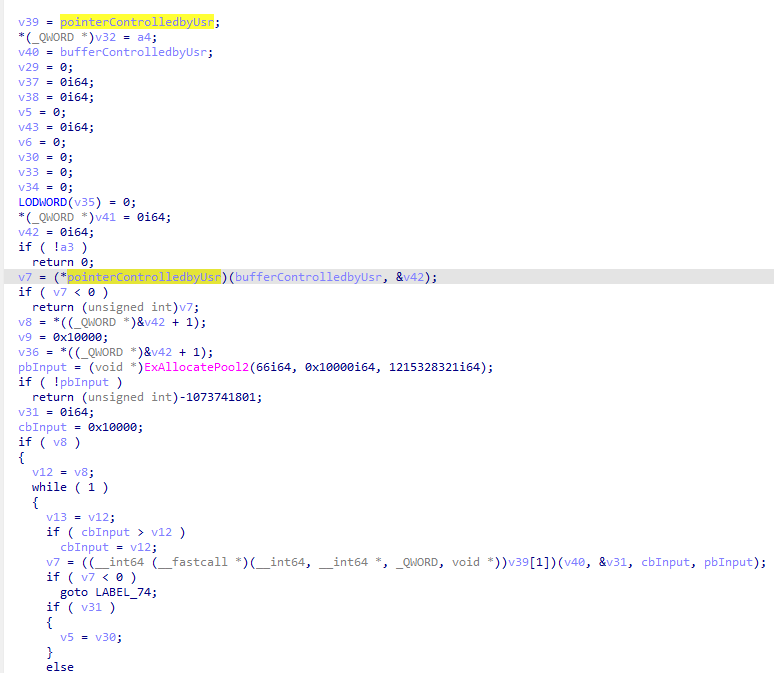 v39 = pointerControlledbyUsr;
*(_QWORD *)v32 = a4;
v40 = bufferControlledbyUsr;
v29 = 0;
v37 = 0i64;
v38 = 0i64;
v5 = 0;
v43 = 0i64;
v6 = 0;
v30 = 0;
v33 = 0;
v34 = 0;
LODWORD(v35) = 0;
*(_QWORD *)v41 = 0i64;
v42 = 0i64;
if ( !a3 )
return 0;
v7 = (*pointerControlledbyUsr)(bufferControlledbyUsr, &v42);
if ( v7 < 0 )
return (unsigned int)v7;
v8 = *((_QWORD *)&v42 + 1);
v9 = 0x10000;
v36 = *((_QWORD *)&v42 + 1);
pbInput = (void *)ExAllocatePool2(66i64, 0x10000i64, 1215328321i64);
if ( !pbInput )
return (unsigned int)-1073741801;
v31 = 0i64;
cbInput = 0x10000;
if ( v8 )
{
v12 = v8;
while ( 1 )
{
v13 = v12;
if ( cbInput > v12 )
cbInput = v12;
v7 = ((__int64 (__fastcall *)(__int64, __int64 *, _QWORD, void *))v39[1])(v40, &v31, cbInput, pbInput);
if ( v7 < 0 )
goto LABEL_74;
if ( v31 )
{
v5 = v30;
}
else